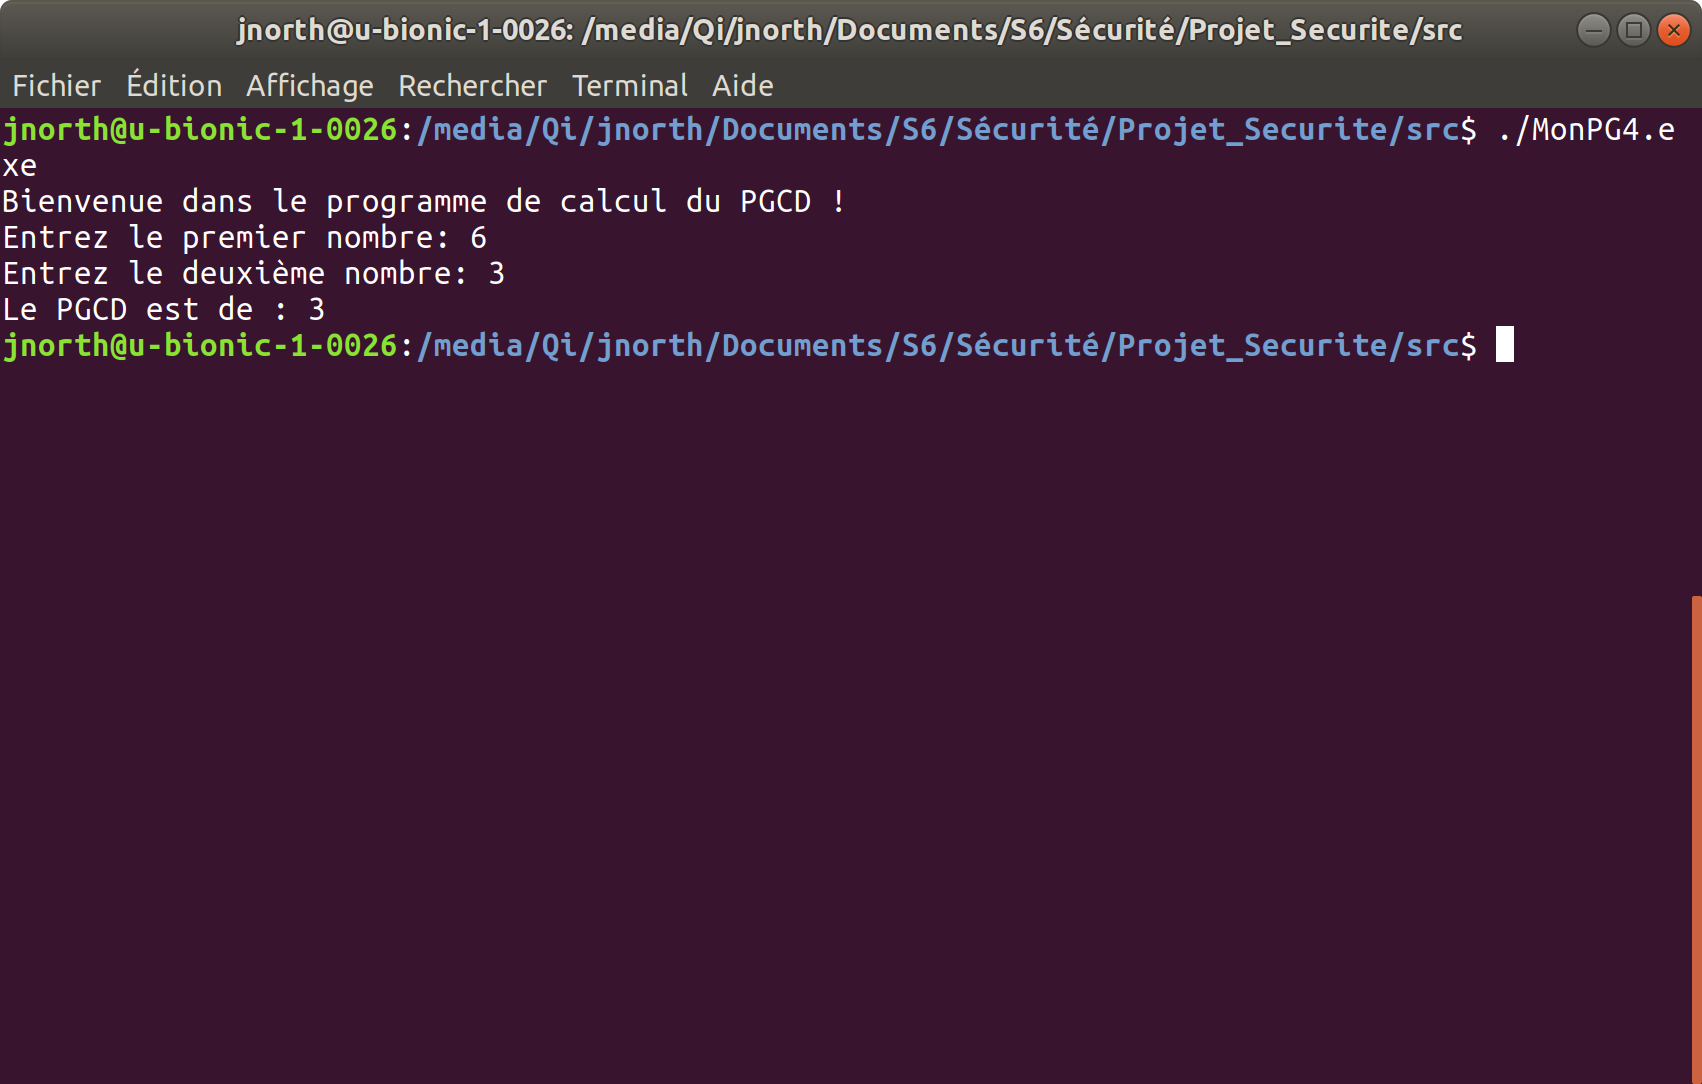 jnorth@u-bionic-1-0026: /media/Qi/jnorth/Documents/S6/Sécurité/Projet_Securite/src
Fichier Édition Affichage Rechercher Terminal Aide
jnorth@u-bionic-1-0026:/media/Qi/jnorth/Documents/S6/Sécurité/Projet_Securite/src$ ./MonPG4.e
xe
Bienvenue dans le programme de calcul du PGCD !
Entrez le premier nombre: 6
Entrez le deuxième nombre: 3
Le PGCD est de : 3
jnorth@u-bionic-1-0026:/media/Qi/jnorth/Documents/S6/Sécurité/Projet_Securite/src$